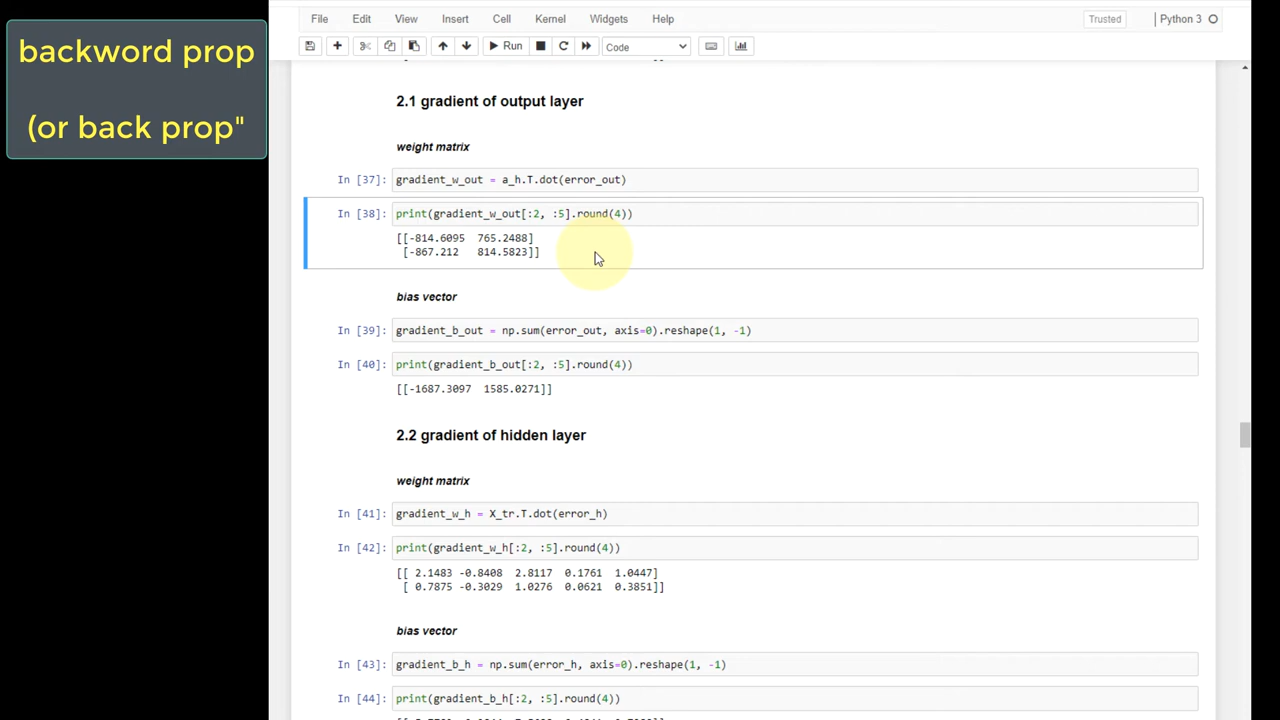 backword prop
(or back prop"
File Edit View Insert Cell Kernel Widgets Help Trusted Python 3
Run Code
2.1 gradient of output layer
weight matrix
In [37]: gradient_w_out = a_h.T.dot(error_out)
In [38]: print(gradient_w_out[:2, :5].round(4))
[[-814.6095 765.2488]
[-867.212 814.5823]]
bias vector
In [39]: gradient_b_out = np.sum(error_out, axis=0).reshape(1, -1)
In [40]: print(gradient_b_out[:2, :5].round(4))
[[-1687.3097 1585.0271]]
2.2 gradient of hidden layer
weight matrix
In [41]: gradient_w_h = X_tr.T.dot(error_h)
In [42]: print(gradient_w_h[:2, :5].round(4))
[[ 2.1483 -0.8408 2.8117 0.1761 1.0447]
[ 0.7875 -0.3029 1.0276 0.0621 0.3851]]
bias vector
In [43]: gradient_b_h = np.sum(error_h, axis=0).reshape(1, -1)
In [44]: print(gradient_b_h[:2, :5].round(4))